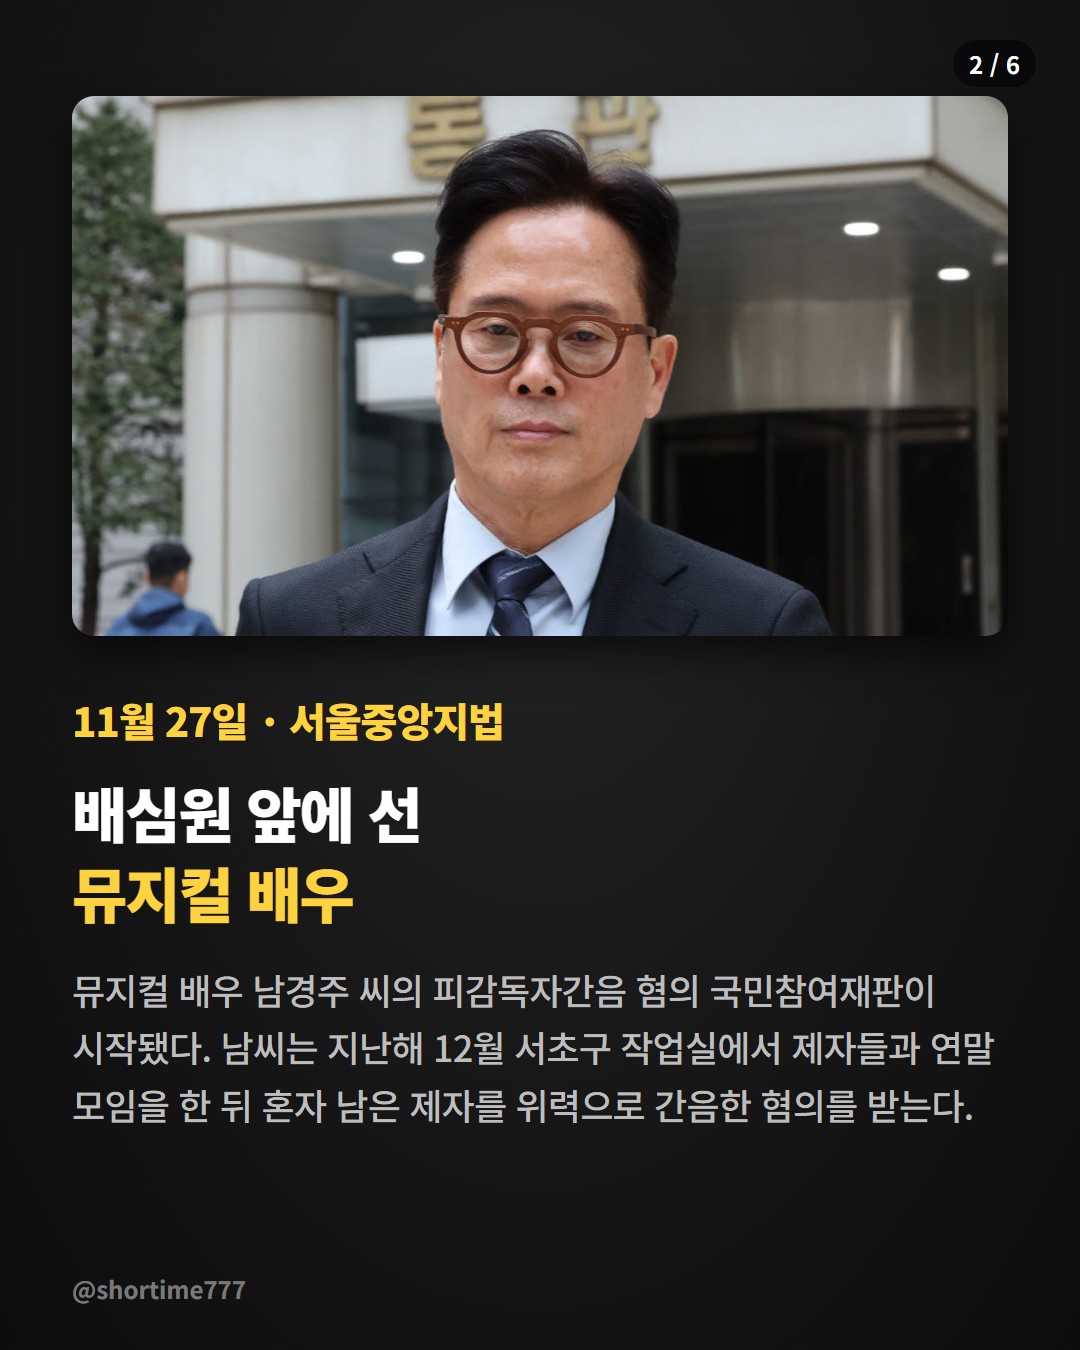 2 / 6
동 관
11월 27일 · 서울중앙지법
배심원 앞에 선
뮤지컬 배우
뮤지컬 배우 남경주 씨의 피감독자간음 혐의 국민참여재판이
시작됐다. 남씨는 지난해 12월 서초구 작업실에서 제자들과 연말
모임을 한 뒤 혼자 남은 제자를 위력으로 간음한 혐의를 받는다.
@shortime777